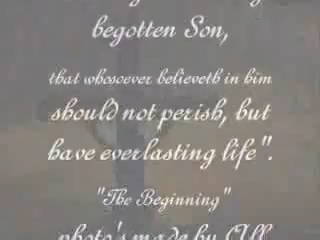 begotten Son,
that whosoever believeth in him
should not perish, but
have everlasting life".
"The Beginning"
photo's made by